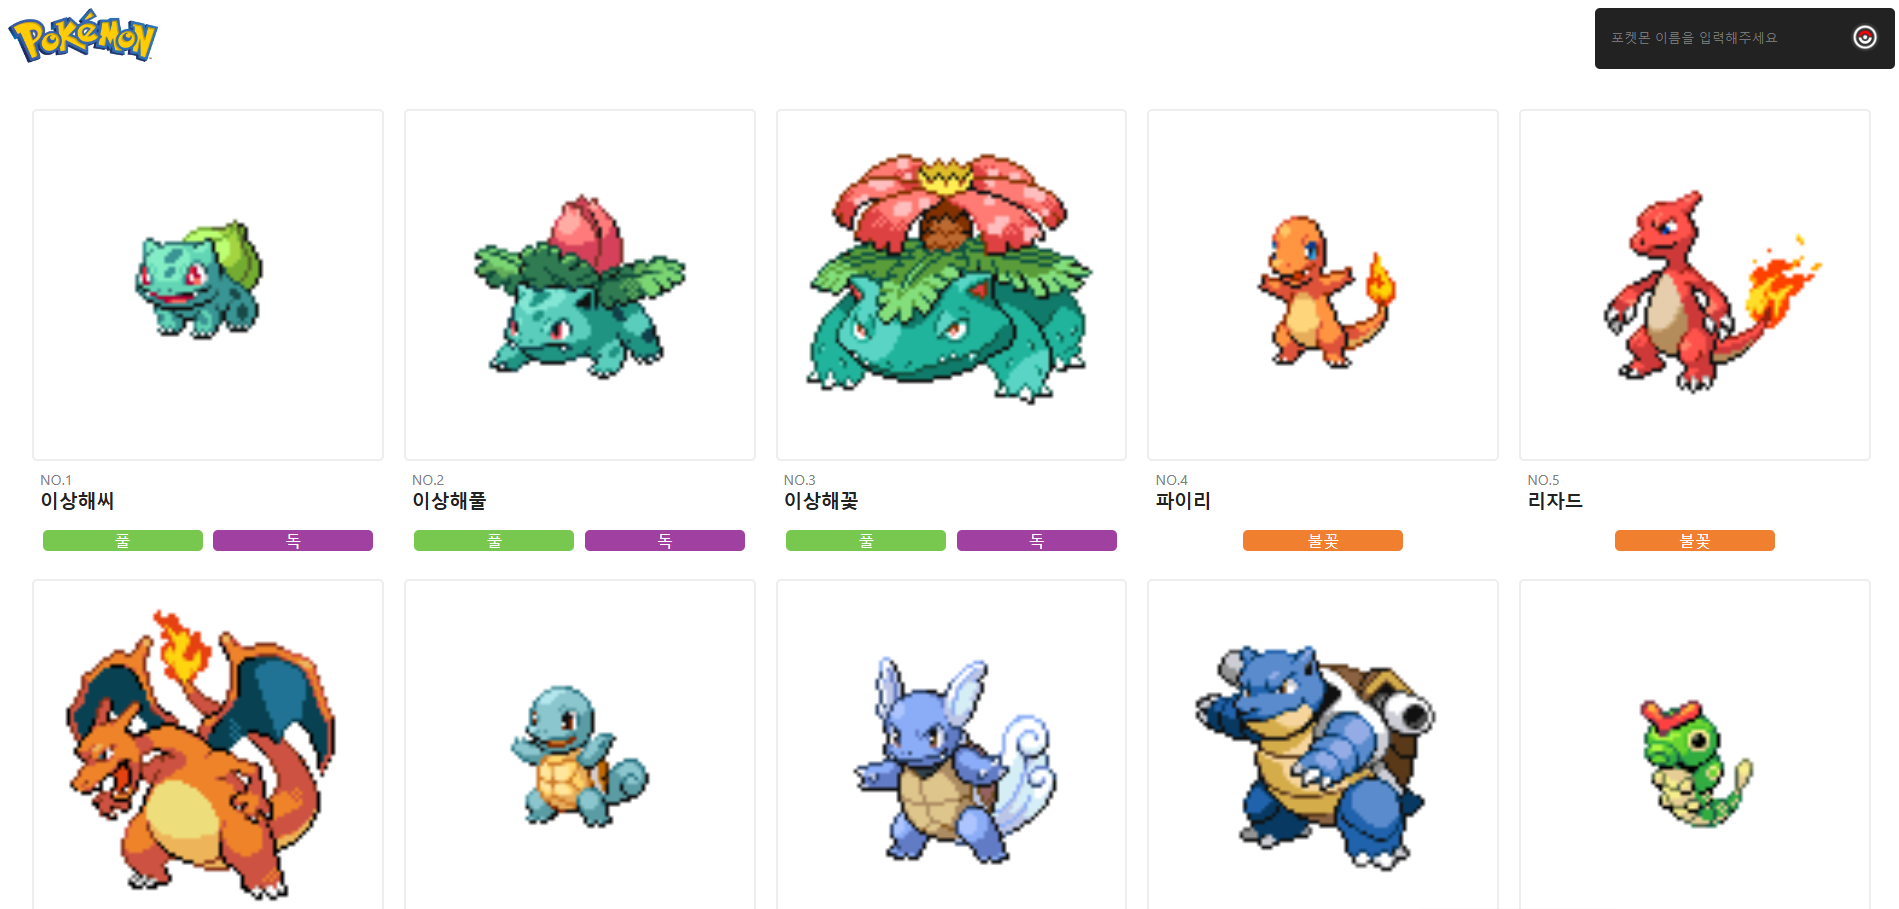 POKéMON
포켓몬 이름을 입력해주세요
NO.1
이상해씨
풀 독
NO.2
이상해풀
풀 독
NO.3
이상해꽃
풀 독
NO.4
파이리
불꽃
NO.5
리자드
불꽃